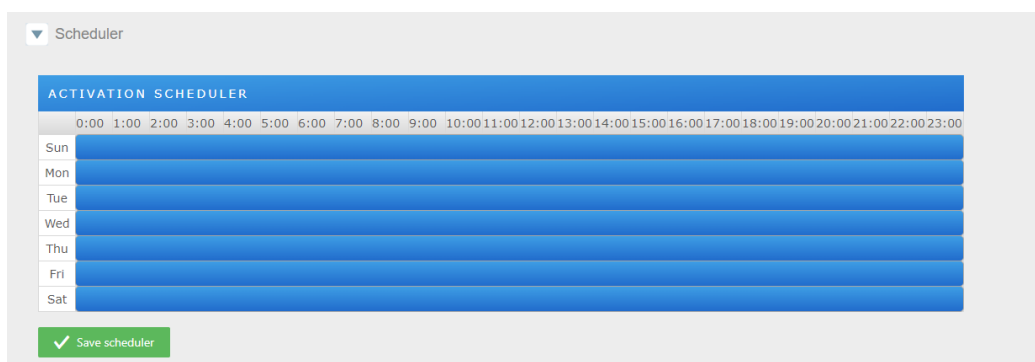 Scheduler
ACTIVATION SCHEDULER
0:00 1:00 2:00 3:00 4:00 5:00 6:00 7:00 8:00 9:00 10:00 11:00 12:00 13:00 14:00 15:00 16:00 17:00 18:00 19:00 20:00 21:00 22:00 23:00
Sun
Mon
Tue
Wed
Thu
Fri
Sat
Save scheduler